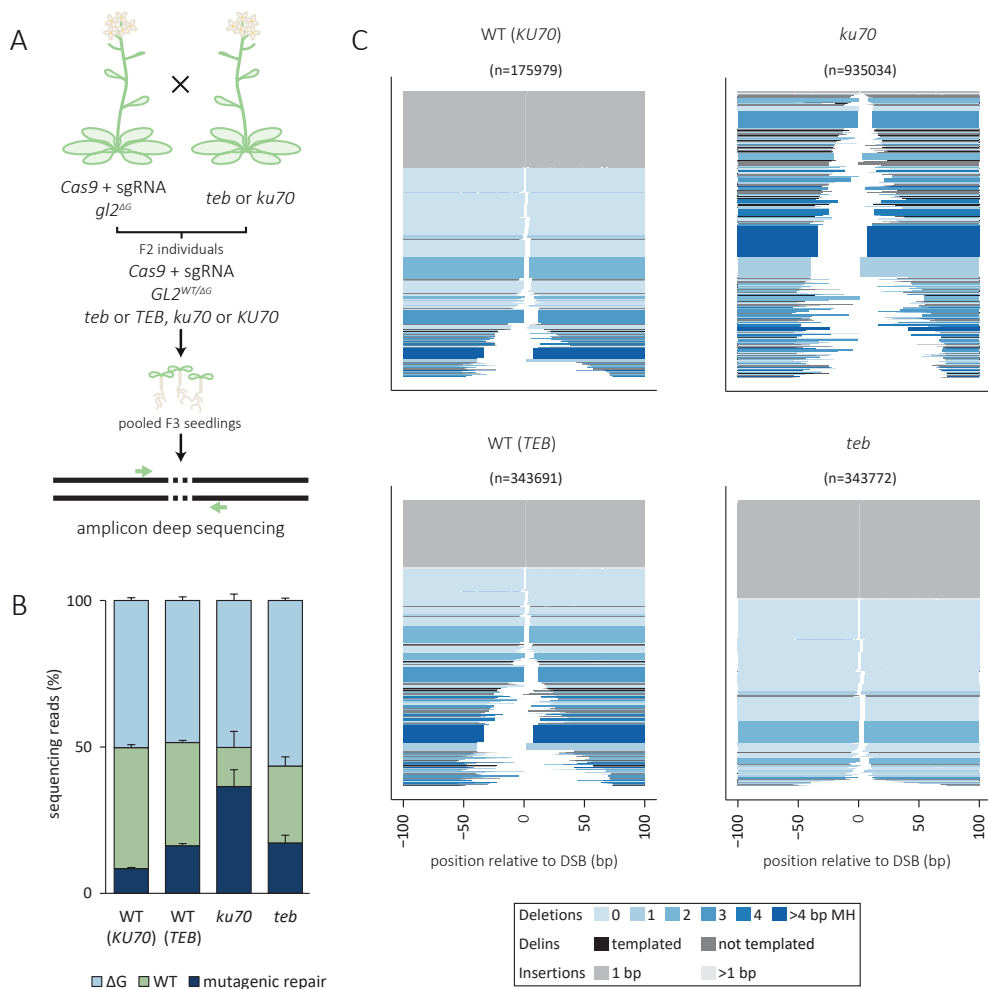 A
×
Cas9 + sgRNA
gl2ΔG
teb or ku70
F2 individuals
Cas9 + sgRNA
GL2WT/ΔG
teb or TEB, ku70 or KU70
pooled F3 seedlings
amplicon deep sequencing
B
100
50
0
sequencing reads (%)
WT
(KU70)
WT
(TEB)
ku70
teb
ΔG
WT
mutagenic repair
C
WT (KU70)
(n=175979)
ku70
(n=935034)
WT (TEB)
(n=343691)
teb
(n=343772)
-100
-50
0
50
100
position relative to DSB (bp)
-100
-50
0
50
100
position relative to DSB (bp)
Deletions 0 1 2 3 4 >4 bp MH
Delins templated not templated
Insertions 1 bp >1 bp